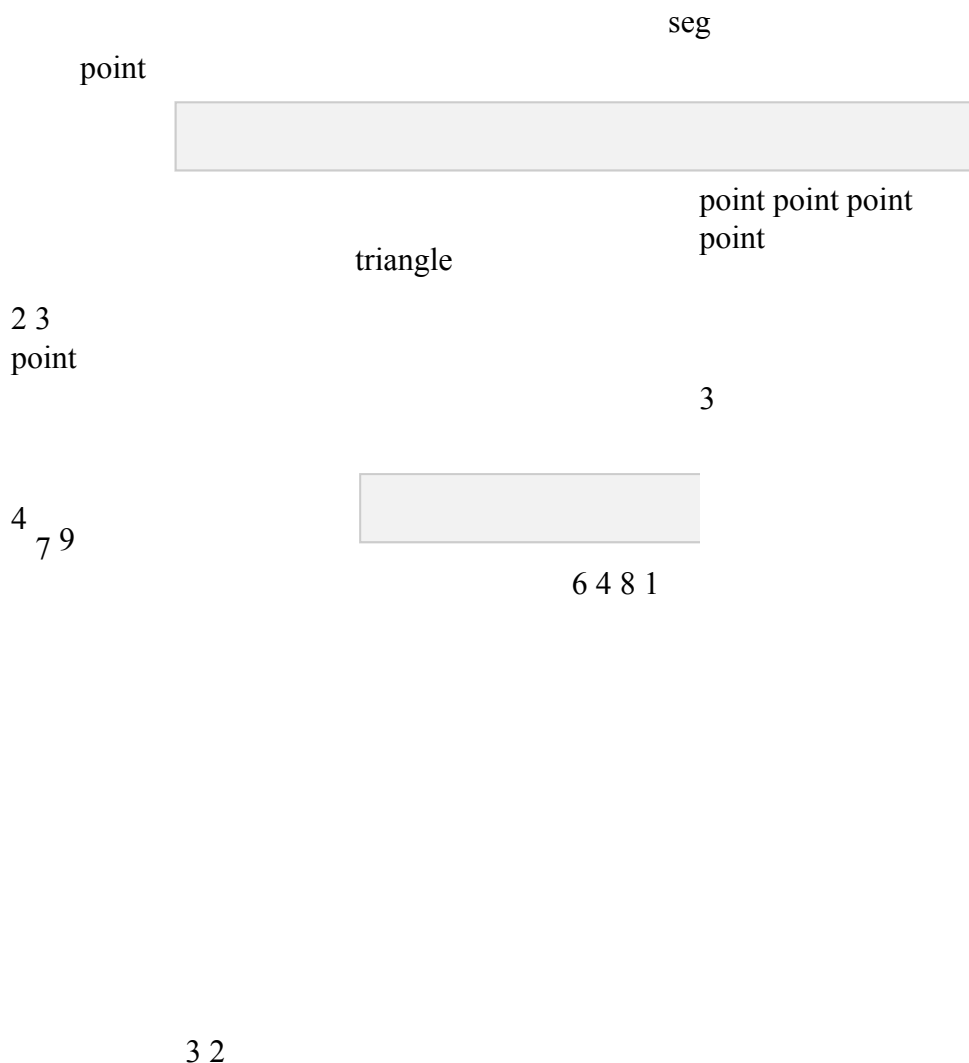 seg
point
point point point
point
triangle
2 3
point
3
4
7 9
6 4 8 1
3 2